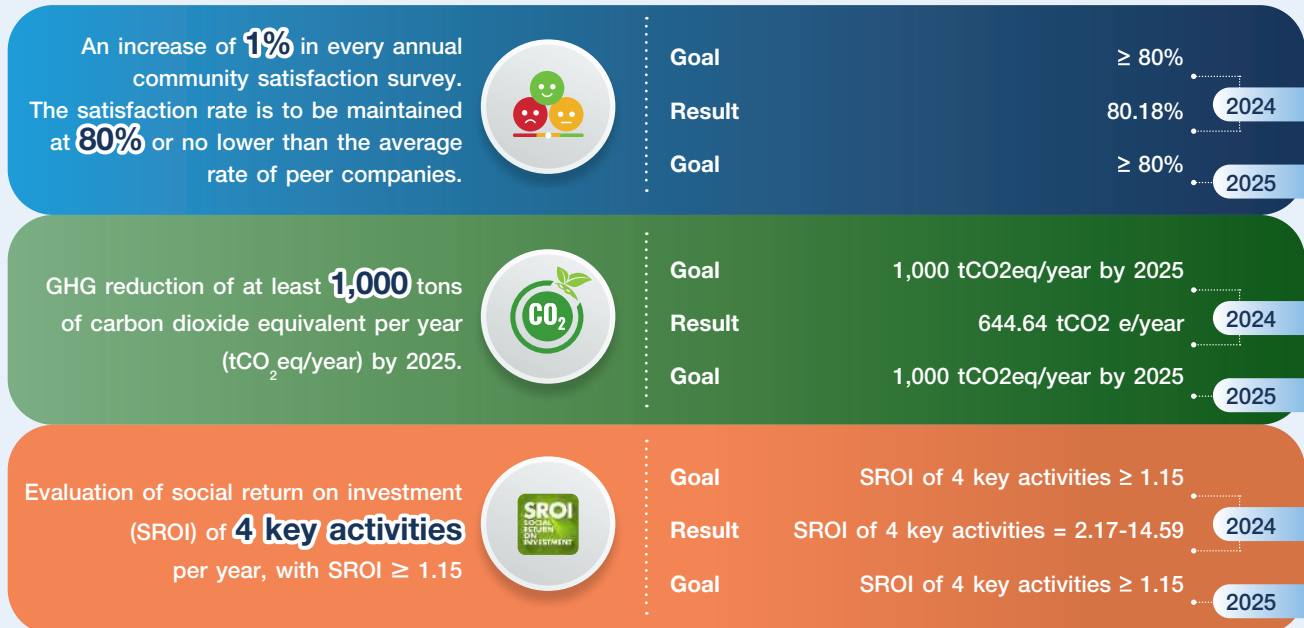 An increase of 1% in every annual
community satisfaction survey.
The satisfaction rate is to be maintained
at 80% or no lower than the average
rate of peer companies.
Goal ≥ 80%
Result 80.18%
2024
Goal ≥ 80%
2025
GHG reduction of at least 1,000 tons
of carbon dioxide equivalent per year
(tCO2eq/year) by 2025.
CO2
Goal 1,000 tCO2eq/year by 2025
Result 644.64 tCO2 e/year
2024
Goal 1,000 tCO2eq/year by 2025
2025
Evaluation of social return on investment
(SROI) of 4 key activities
per year, with SROI ≥ 1.15
SROI
SOCIAL
RETURN
ON
INVESTMENT
Goal SROI of 4 key activities ≥ 1.15
Result SROI of 4 key activities = 2.17-14.59
2024
Goal SROI of 4 key activities ≥ 1.15
2025